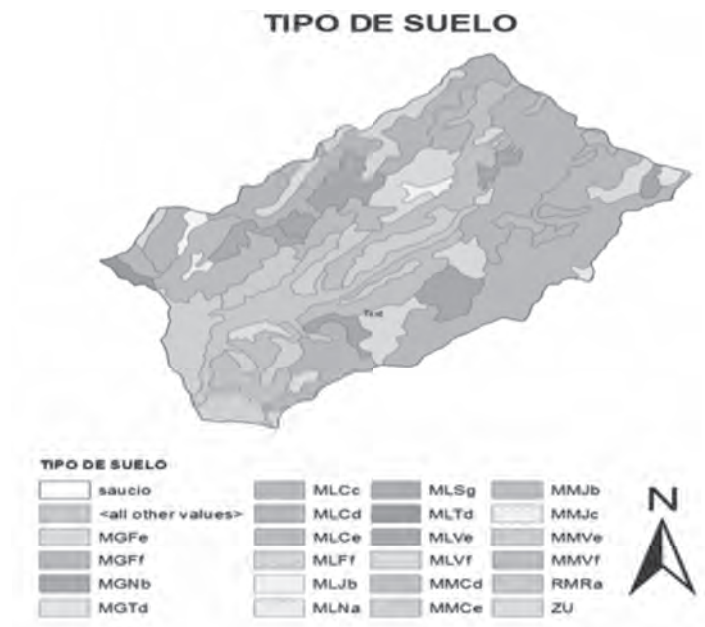 TIPO DE SUELO
TIPO DE SUELO
saucio
<all other values>
MGFe
MGFf
MGNb
MGTd
MLCc
MLCd
MLCe
MLFf
MLJb
MLNa
MLSg
MLTd
MLVe
MLVf
MMCd
MMCe
MMJb
MMJc
MMVe
MMVf
RMRa
ZU
N